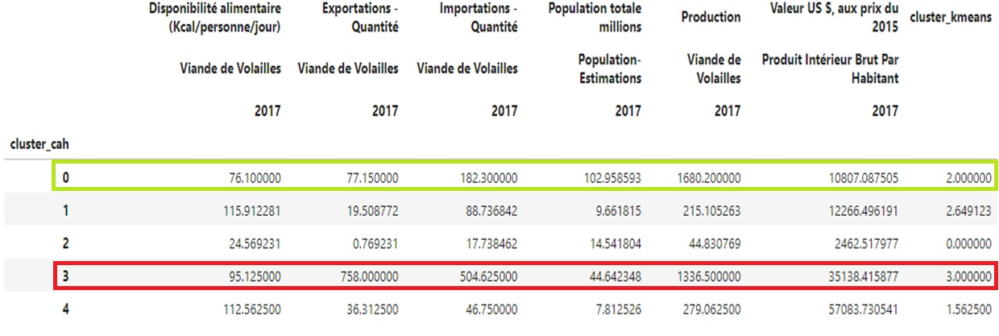 Disponibilité alimentaire (Kcal/personne/jour) Exportations - Quantité Importations - Quantité Population totale millions Production Valeur US $, aux prix du 2015 cluster_kmeans
Viande de Volailles Viande de Volailles Viande de Volailles Population-Estimations Viande de Volailles Produit Intérieur Brut Par Habitant
2017 2017 2017 2017 2017 2017
cluster_cah
0 76.100000 77.150000 182.300000 102.958593 1680.200000 10807.087505 2.000000
1 115.912281 19.508772 88.736842 9.661815 215.105263 12266.496191 2.649123
2 24.569231 0.769231 17.738462 14.541804 44.830769 2462.517977 0.000000
3 95.125000 758.000000 504.625000 44.642348 1336.500000 35138.415877 3.000000
4 112.562500 36.312500 46.750000 7.812526 279.062500 57083.730541 1.562500